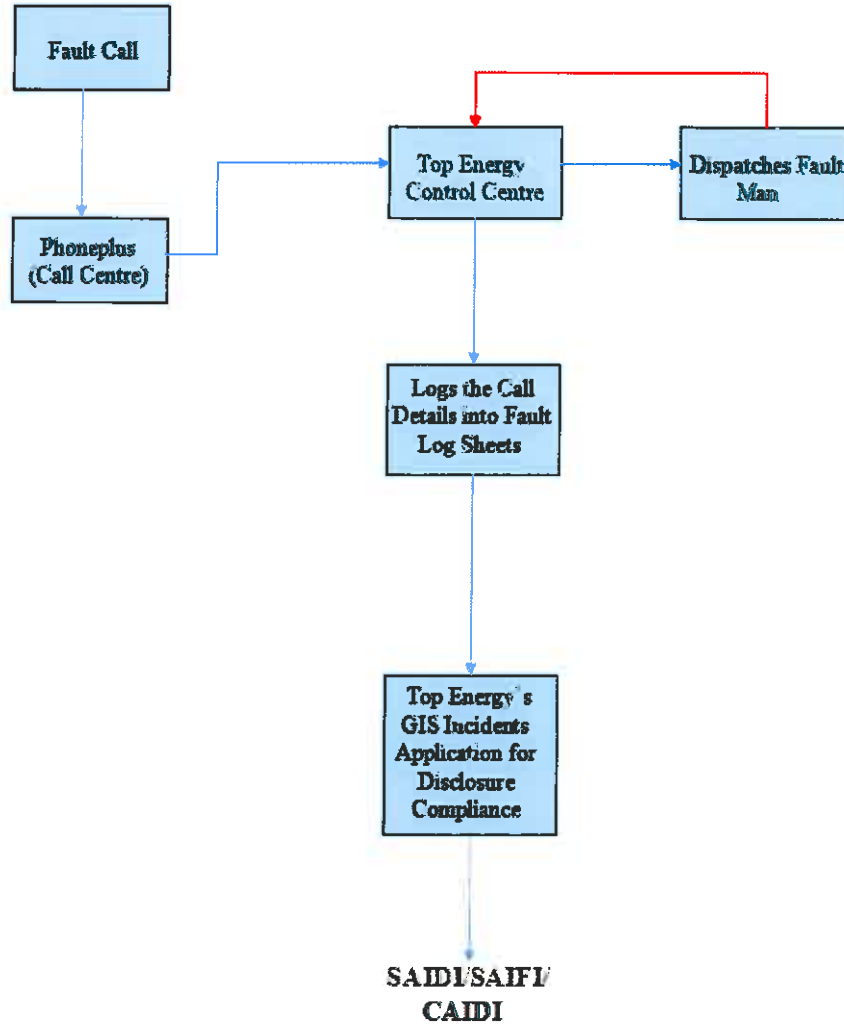 Fault Call
Top Energy
Control Centre
Dispatches Fault
Man
Phoneplus
(Call Centre)
Logs the Call
Details into Fault
Log Sheets
Top Energy's
GIS Incidents
Application for
Disclosure
Compliance
SAIDI/SAIFI/
CAIDI